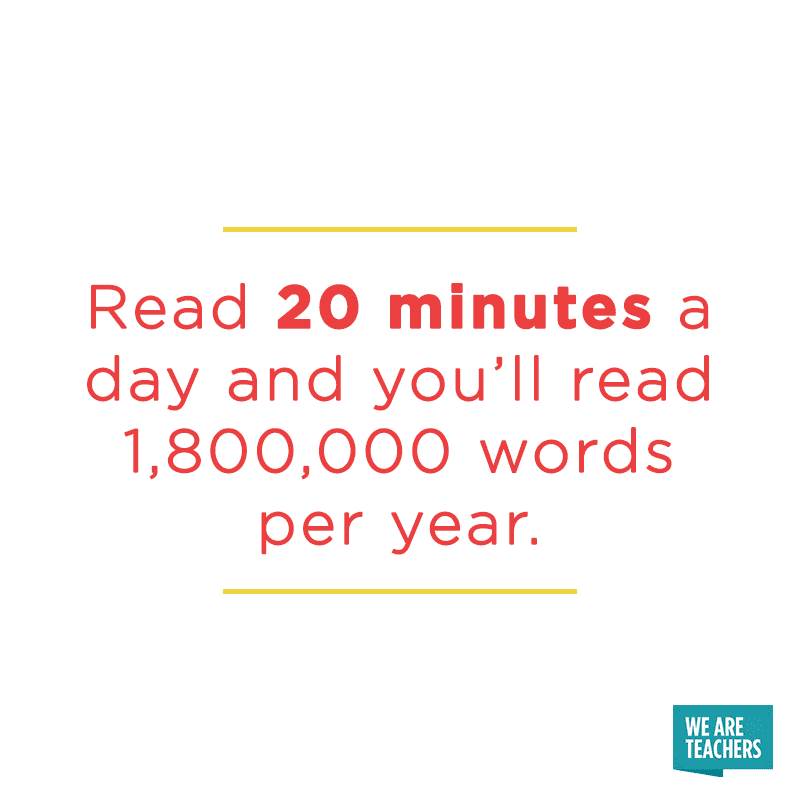 Read 20 minutes a
day and you’ll read
1,800,000 words
per year.
WE ARE
TEACHERS